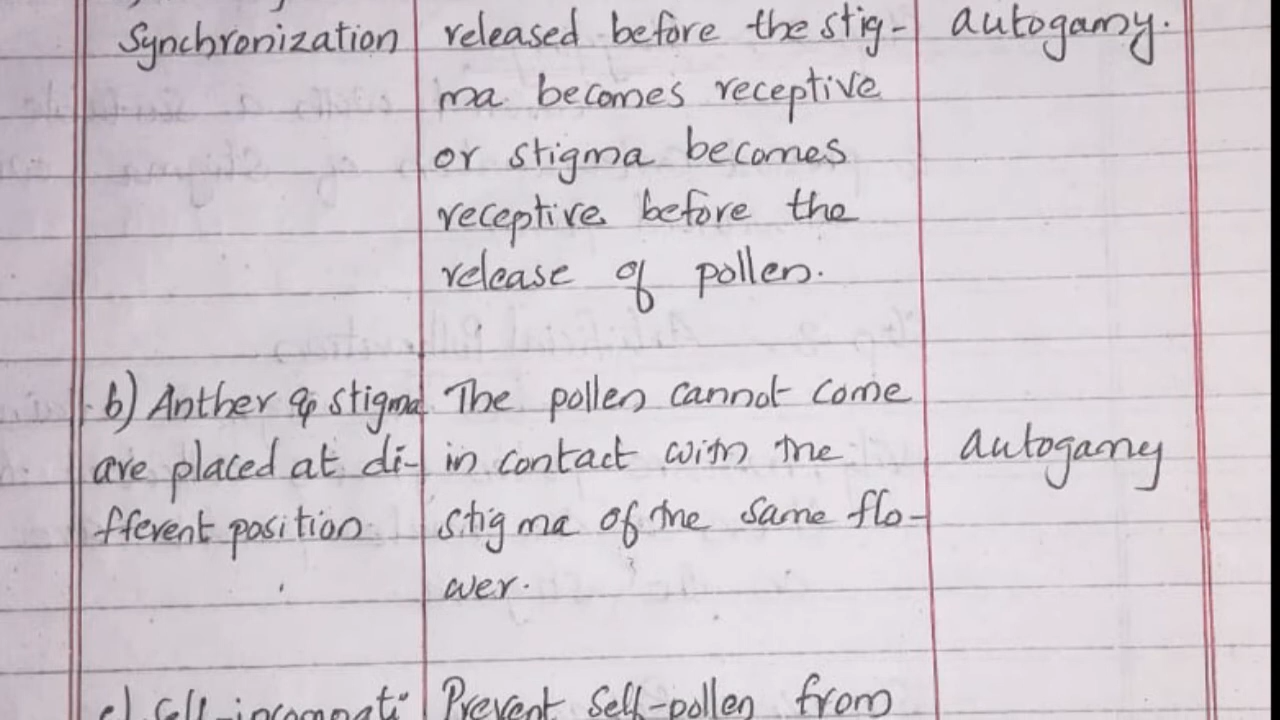 Synchronization
released before the stig-
ma becomes receptive
or stigma becomes
receptive before the
release of pollen.
autogamy.
b) Anther & stigma
are placed at di-
fferent position
The pollen cannot come
in contact with the
stigma of the same flo-
wer.
autogamy
c) Self-incompati
Prevent self-pollen from